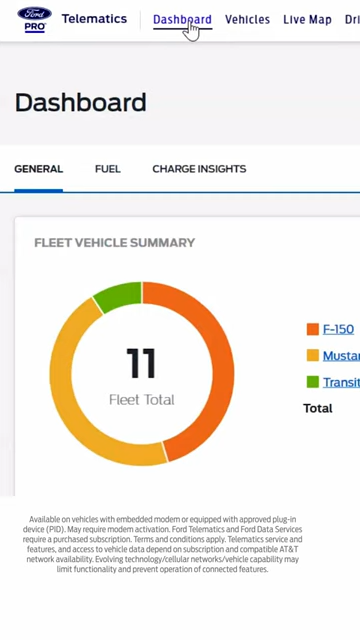 Ford
PRO
Telematics
Dashboard
Vehicles
Live Map
Dashboard
GENERAL
FUEL
CHARGE INSIGHTS
FLEET VEHICLE SUMMARY
11
Fleet Total
F-150
Total
Available on vehicles with embedded modem or equipped with approved plug-in
device (PID). May require modem activation. Ford Telematics and Ford Data Services
require a purchased subscription. Terms and conditions apply. Telematics service and
features, and access to vehicle data depend on subscription and compatible AT&T
network availability. Evolving technology/cellular networks/vehicle capability may
limit functionality and prevent operation of connected features.